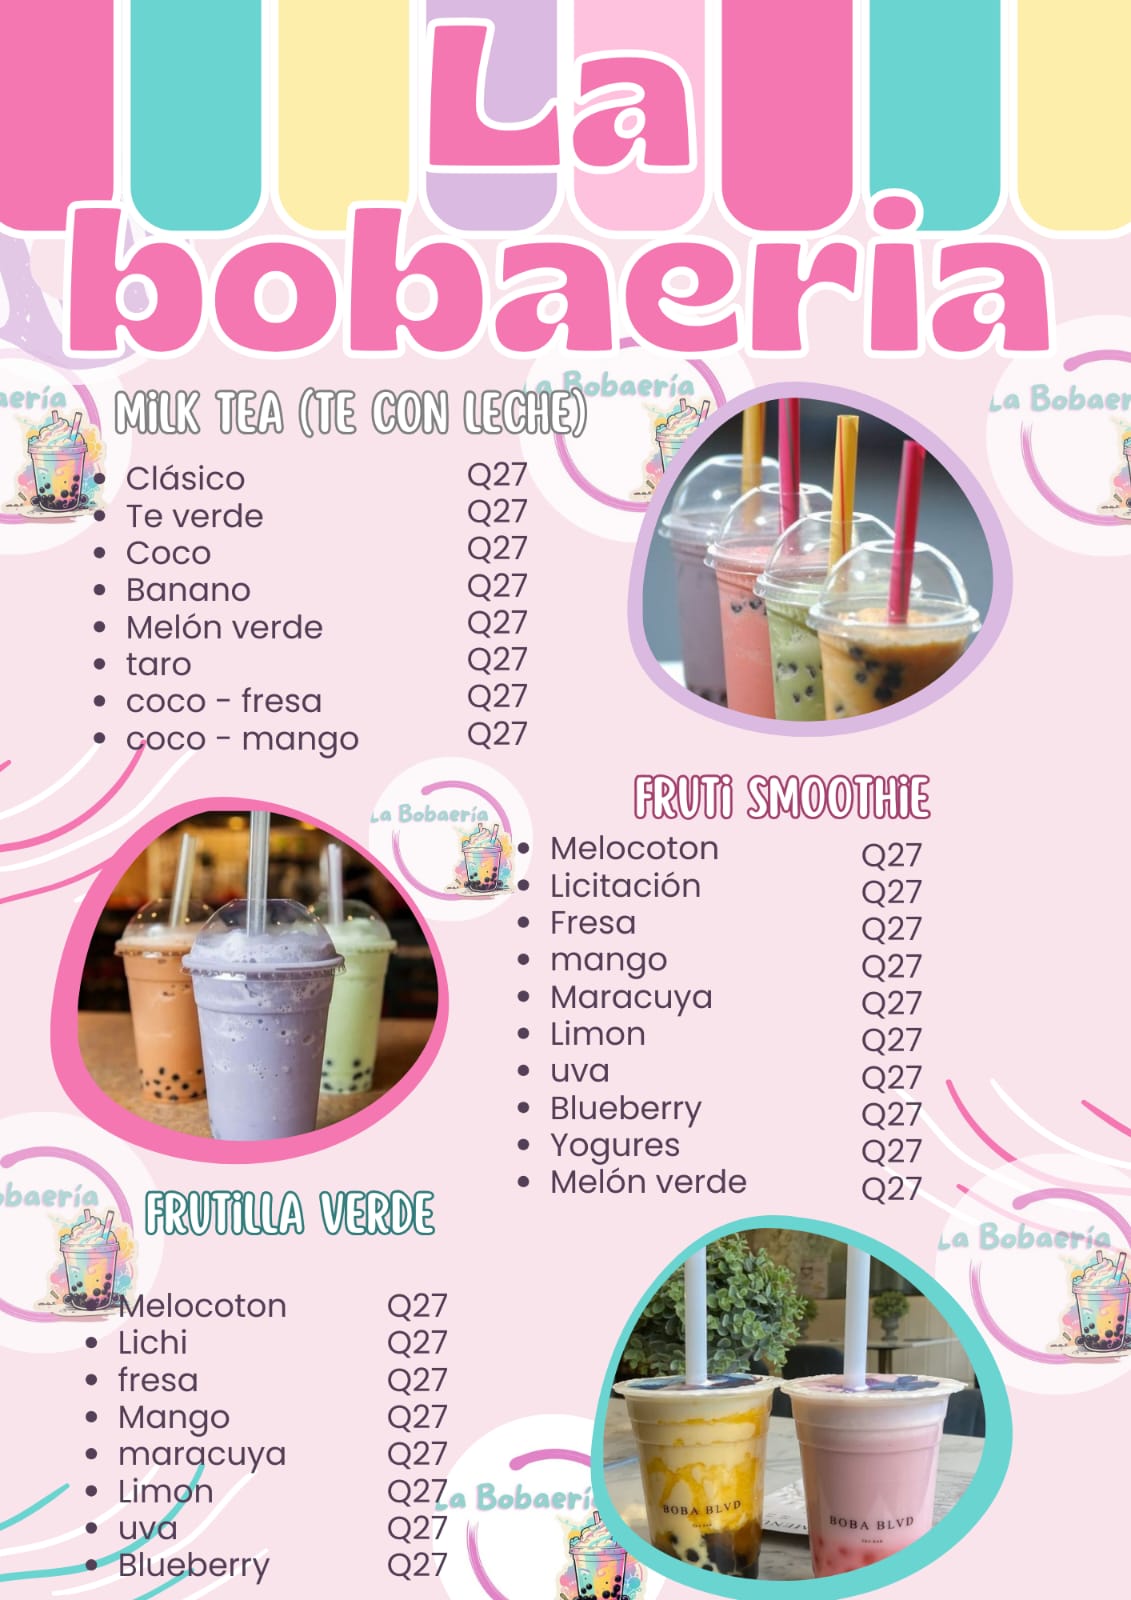 La
bobaeria
MiLK TEA (TE CON LECHE)
Clásico Q27
Te verde Q27
Coco Q27
Banano Q27
Melón verde Q27
taro Q27
coco - fresa Q27
coco - mango Q27
FRUTi SMOOTHiE
Melocoton Q27
Licitación Q27
Fresa Q27
mango Q27
Maracuya Q27
Limon Q27
uva Q27
Blueberry Q27
Yogures Q27
Melón verde Q27
FRUTiLLA VERDE
Melocoton Q27
Lichi Q27
fresa Q27
Mango Q27
maracuya Q27
Limon Q27
uva Q27
Blueberry Q27
La Bobaería
La Bobaería
La Bobaería
La Bobaería
BOBA BLVD
BOBA BLVD